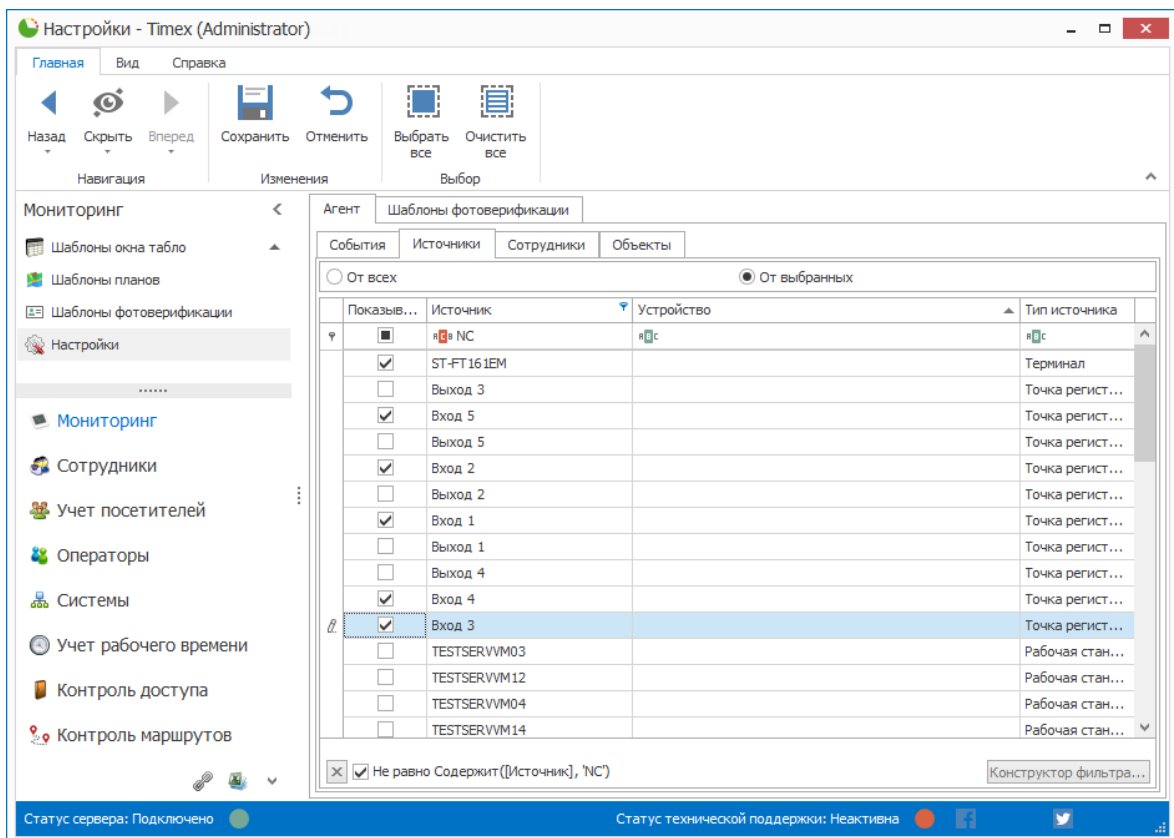 Настройки - Timex (Administrator)
Главная Вид Справка
Назад Скрыть Вперед Сохранить Отменить Выбрать все Очистить все
Навигация Изменения Выбор
Мониторинг
Шаблоны окна табло
Шаблоны планов
Шаблоны фотоверификации
Настройки
Мониторинг
Сотрудники
Учет посетителей
Операторы
Системы
Учет рабочего времени
Контроль доступа
Контроль маршрутов
Агент Шаблоны фотоверификации
События Источники Сотрудники Объекты
От всех От выбранных
Показыв... Источник Устройство Тип источника
NC
ST-FT161EM Терминал
Выход 3 Точка регист...
Вход 5 Точка регист...
Выход 5 Точка регист...
Вход 2 Точка регист...
Выход 2 Точка регист...
Вход 1 Точка регист...
Выход 1 Точка регист...
Выход 4 Точка регист...
Вход 4 Точка регист...
Вход 3 Точка регист...
TESTSERVVM03 Рабочая стан...
TESTSERVVM12 Рабочая стан...
TESTSERVVM04 Рабочая стан...
TESTSERVVM14 Рабочая стан...
Не равно Содержит([Источник], 'NC') Конструктор фильтра...
Статус сервера: Подключено Статус технической поддержки: Неактивна